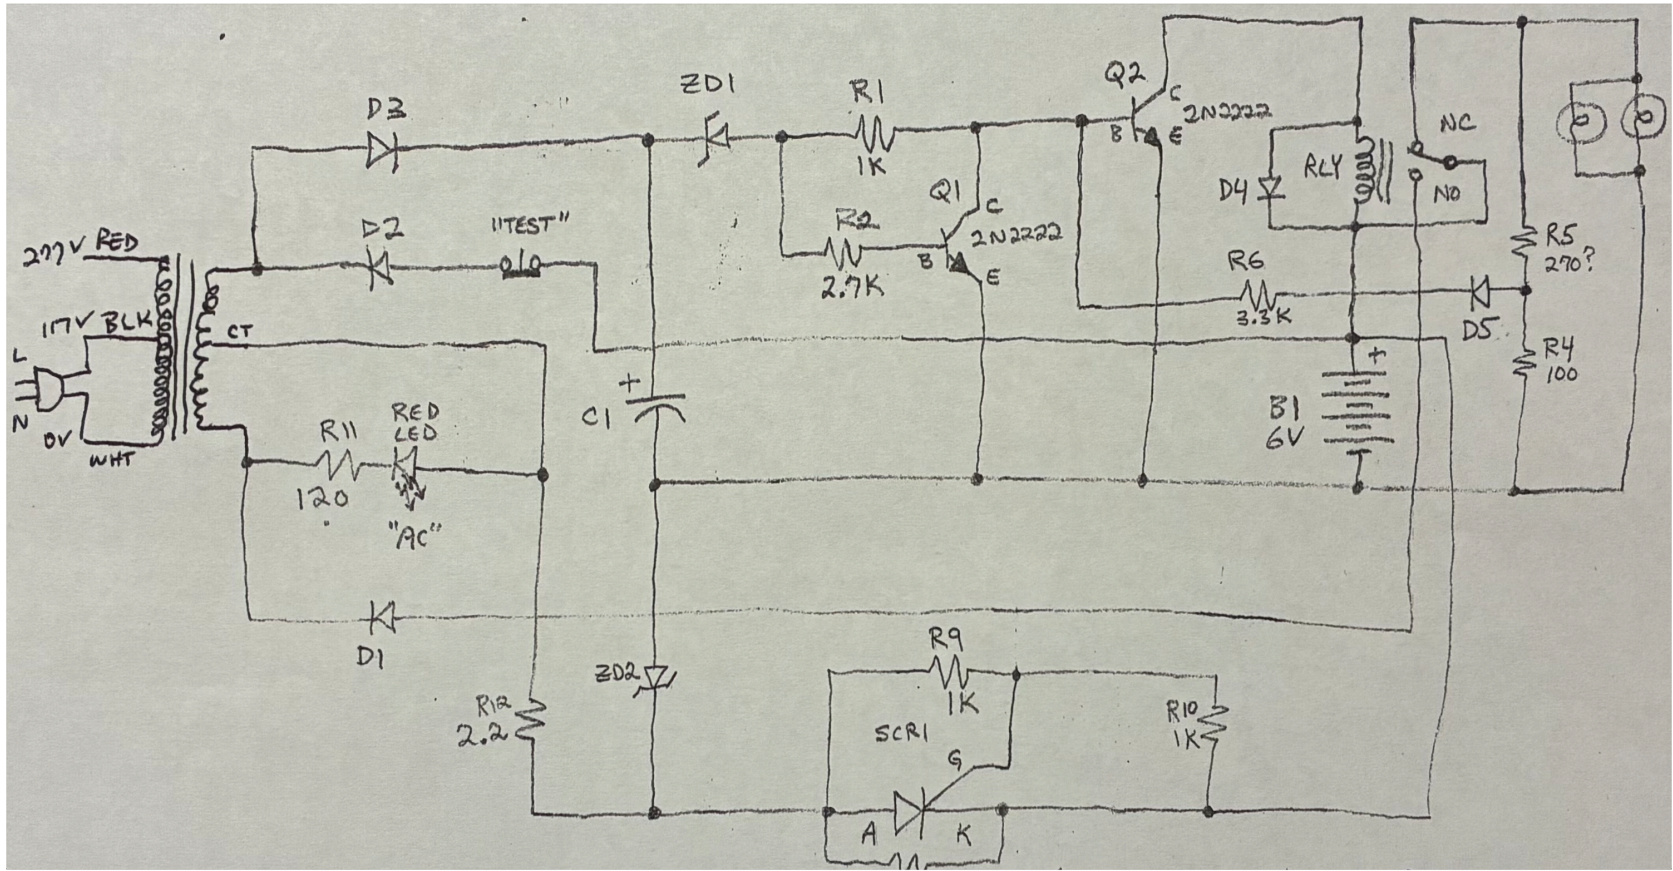 D3
ZD1
R1
1K
Q2
C
2N2222
B
E
NC
RLY
D4
NO
Q1
C
2N2222
B
E
R2
2.7K
D2
"TEST"
277V RED
117V BLK
CT
L
N
0V
WHT
R5
270?
R6
3.3K
D5
R4
100
+
B1
6V
+
C1
R11
120
RED
LED
"AC"
D1
R12
2.2
ZD2
R9
1K
SCR1
G
A
K
R10
1K